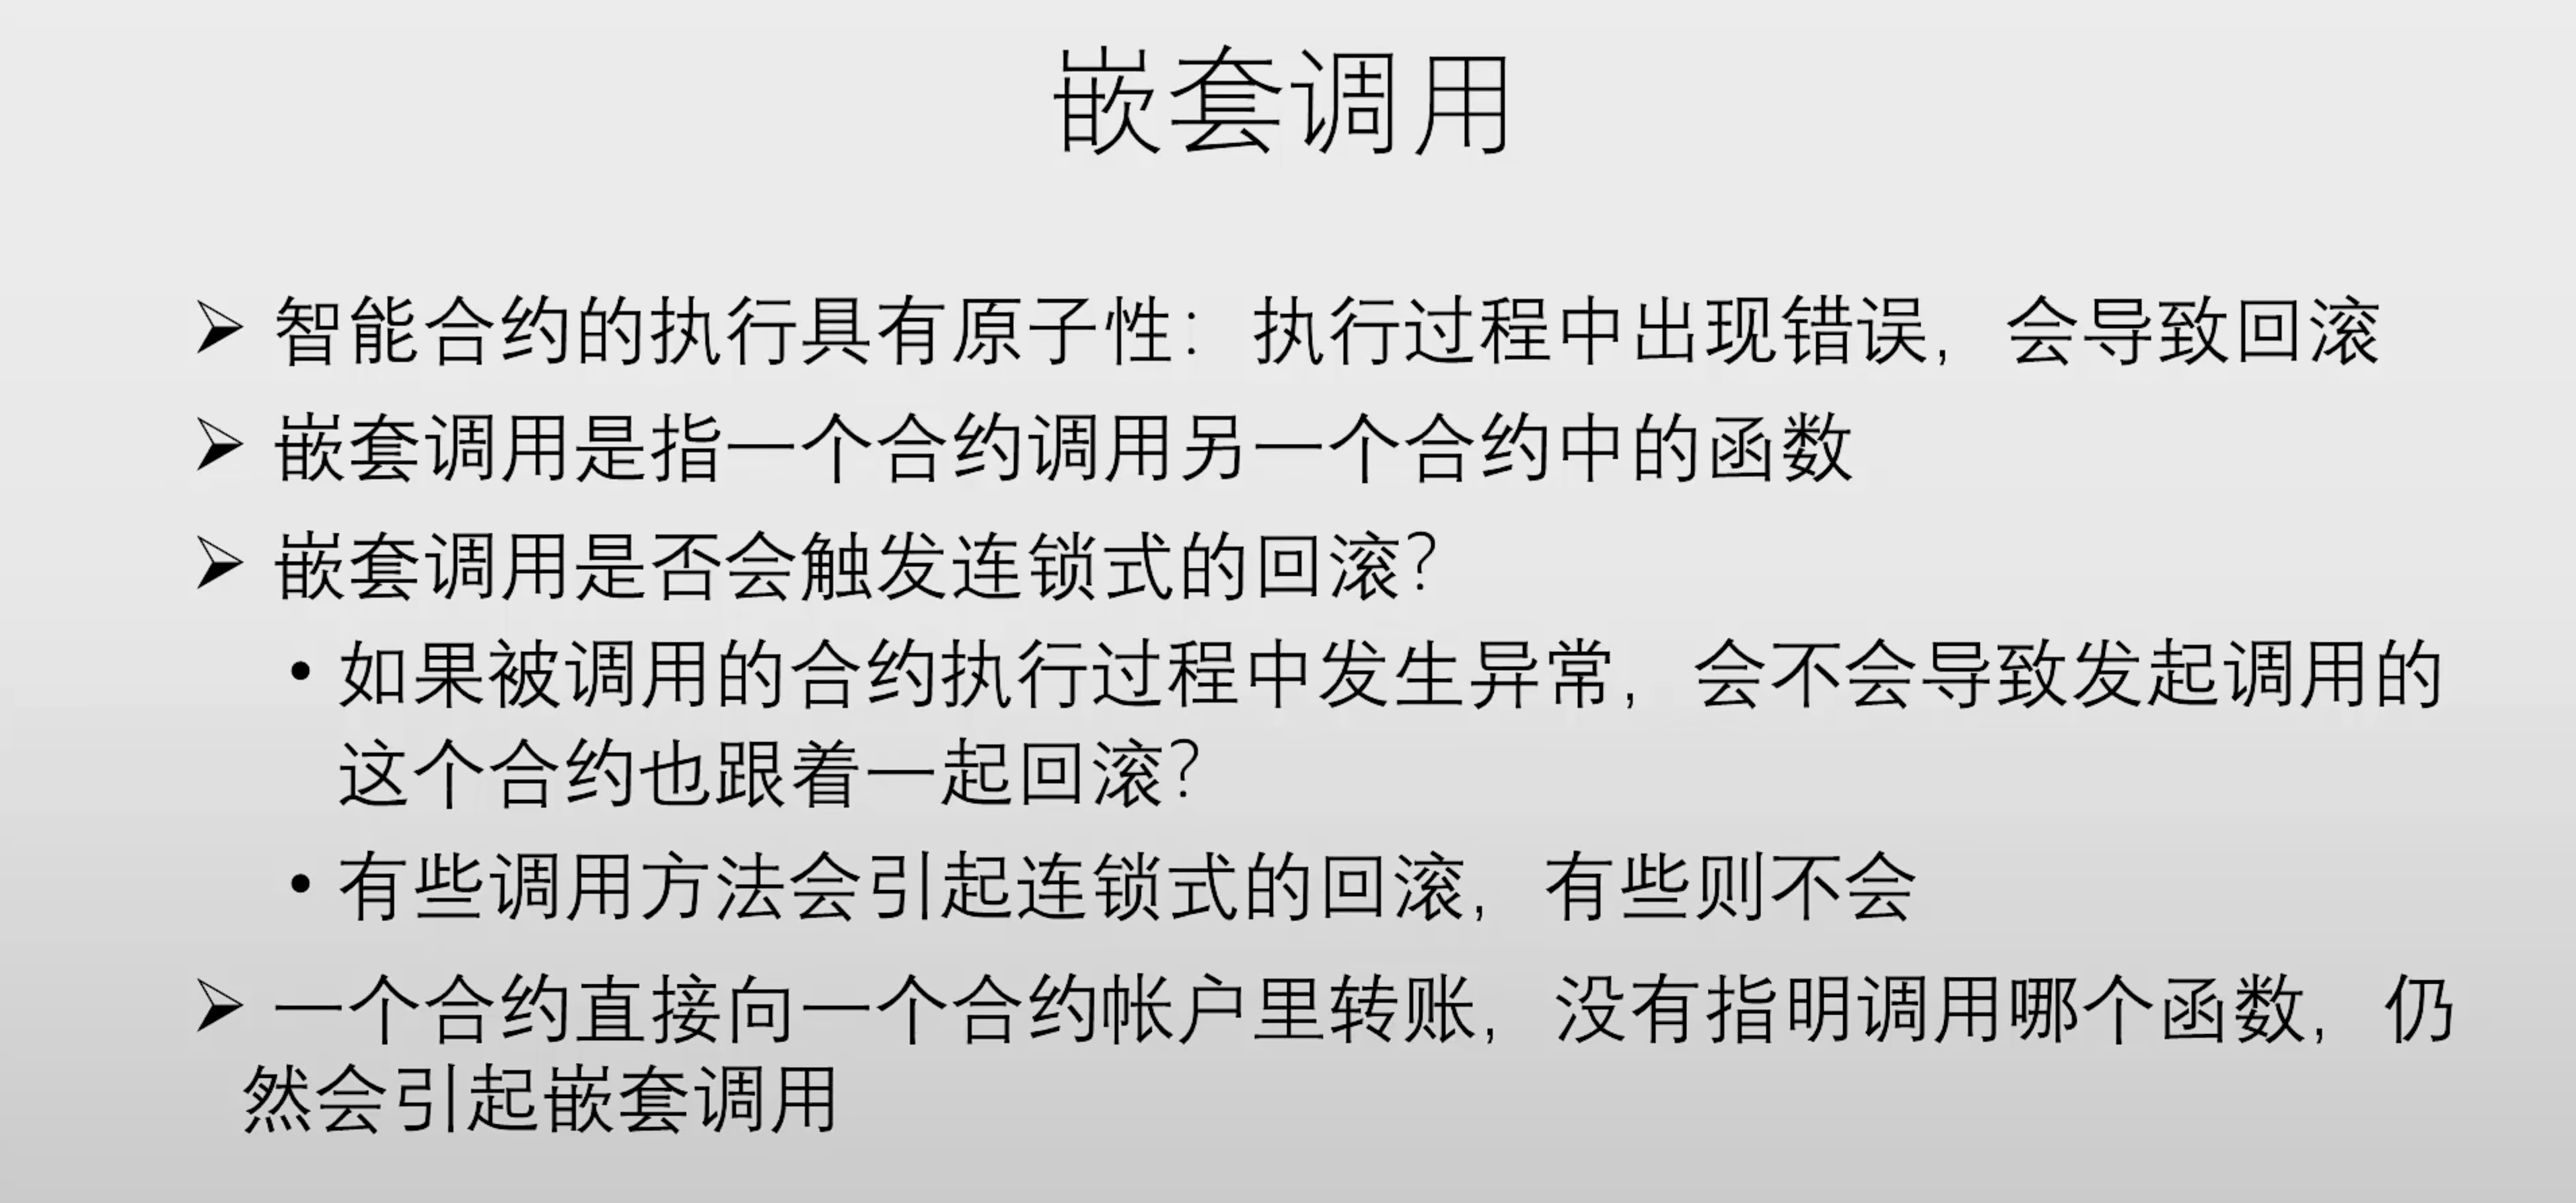 嵌套调用
➢ 智能合约的执行具有原子性：执行过程中出现错误，会导致回滚
➢ 嵌套调用是指一个合约调用另一个合约中的函数
➢ 嵌套调用是否会触发连锁式的回滚？
• 如果被调用的合约执行过程中发生异常，会不会导致发起调用的
这个合约也跟着一起回滚？
• 有些调用方法会引起连锁式的回滚，有些则不会
➢ 一个合约直接向一个合约帐户里转账，没有指明调用哪个函数，仍
然会引起嵌套调用